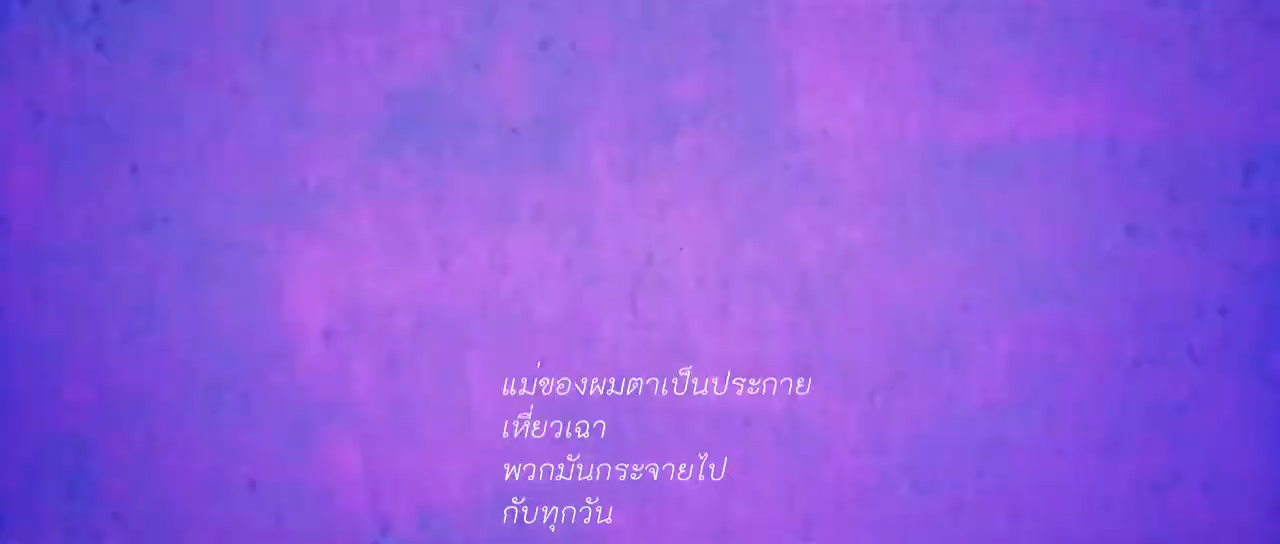 แม่ของผมตาเป็นประกาย
เหี่ยวเฉา
พวกมันกระจายไป
กับทุกวัน